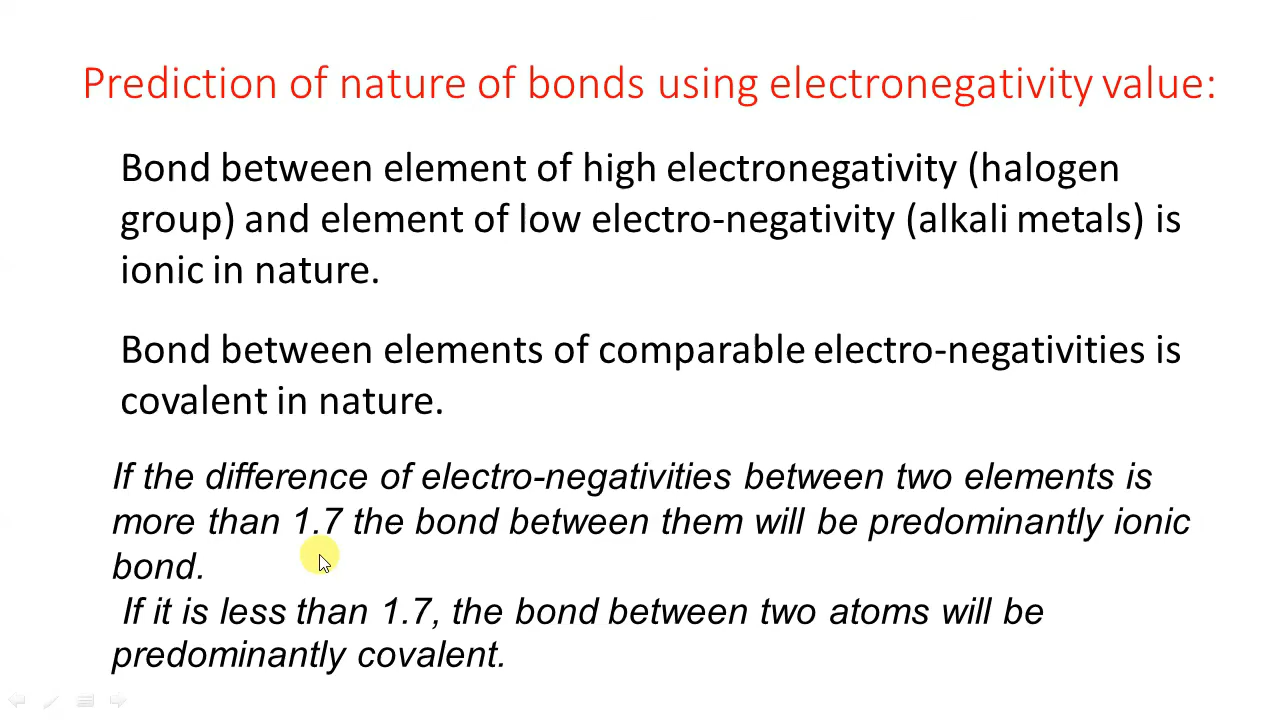 Prediction of nature of bonds using electronegativity value:
Bond between element of high electronegativity (halogen
group) and element of low electro-negativity (alkali metals) is
ionic in nature.
Bond between elements of comparable electro-negativities is
covalent in nature.
If the difference of electro-negativities between two elements is
more than 1.7 the bond between them will be predominantly ionic
bond.
If it is less than 1.7, the bond between two atoms will be
predominantly covalent.